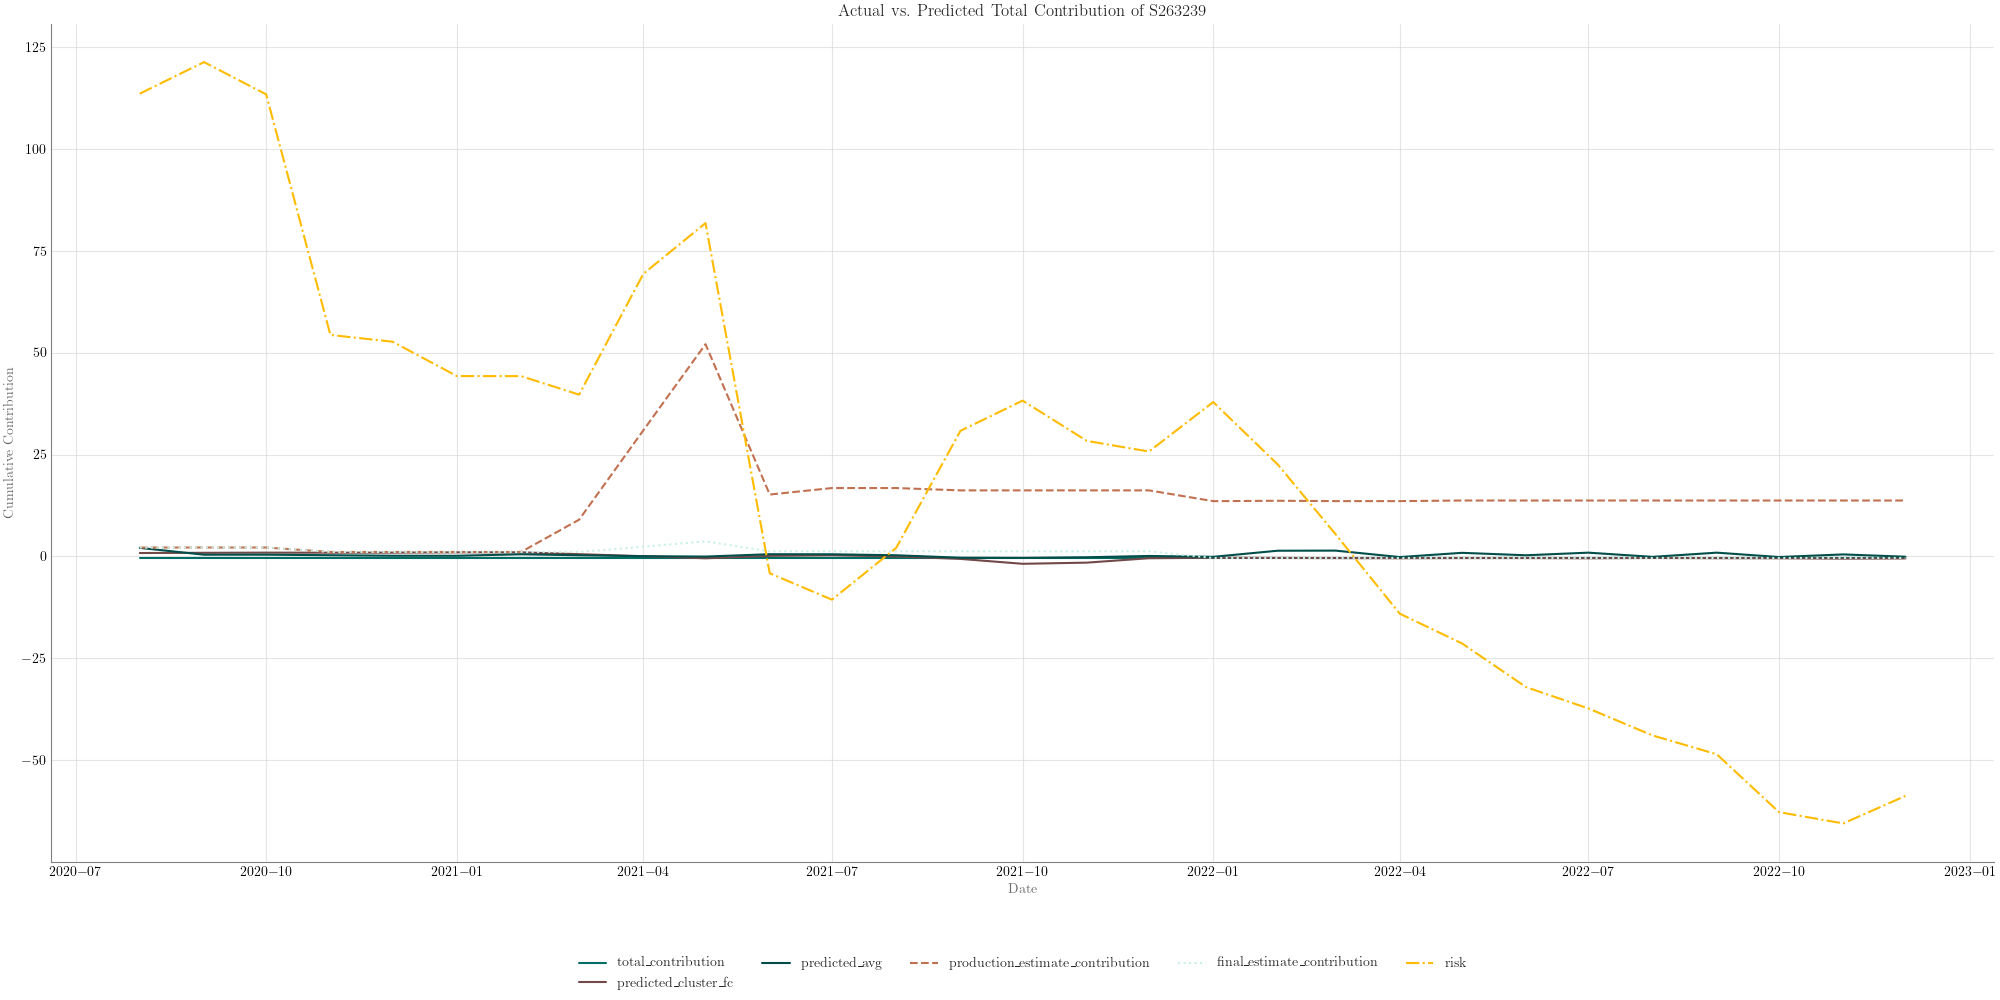 Actual vs. Predicted Total Contribution of S263239
125
100
75
50
25
0
−25
−50
Cumulative Contribution
2020−07 2020−10 2021−01 2021−04 2021−07 2021−10 2022−01 2022−04 2022−07 2022−10 2023−01
Date
total_contribution predicted_avg production_estimate_contribution final_estimate_contribution risk
predicted_cluster_fc